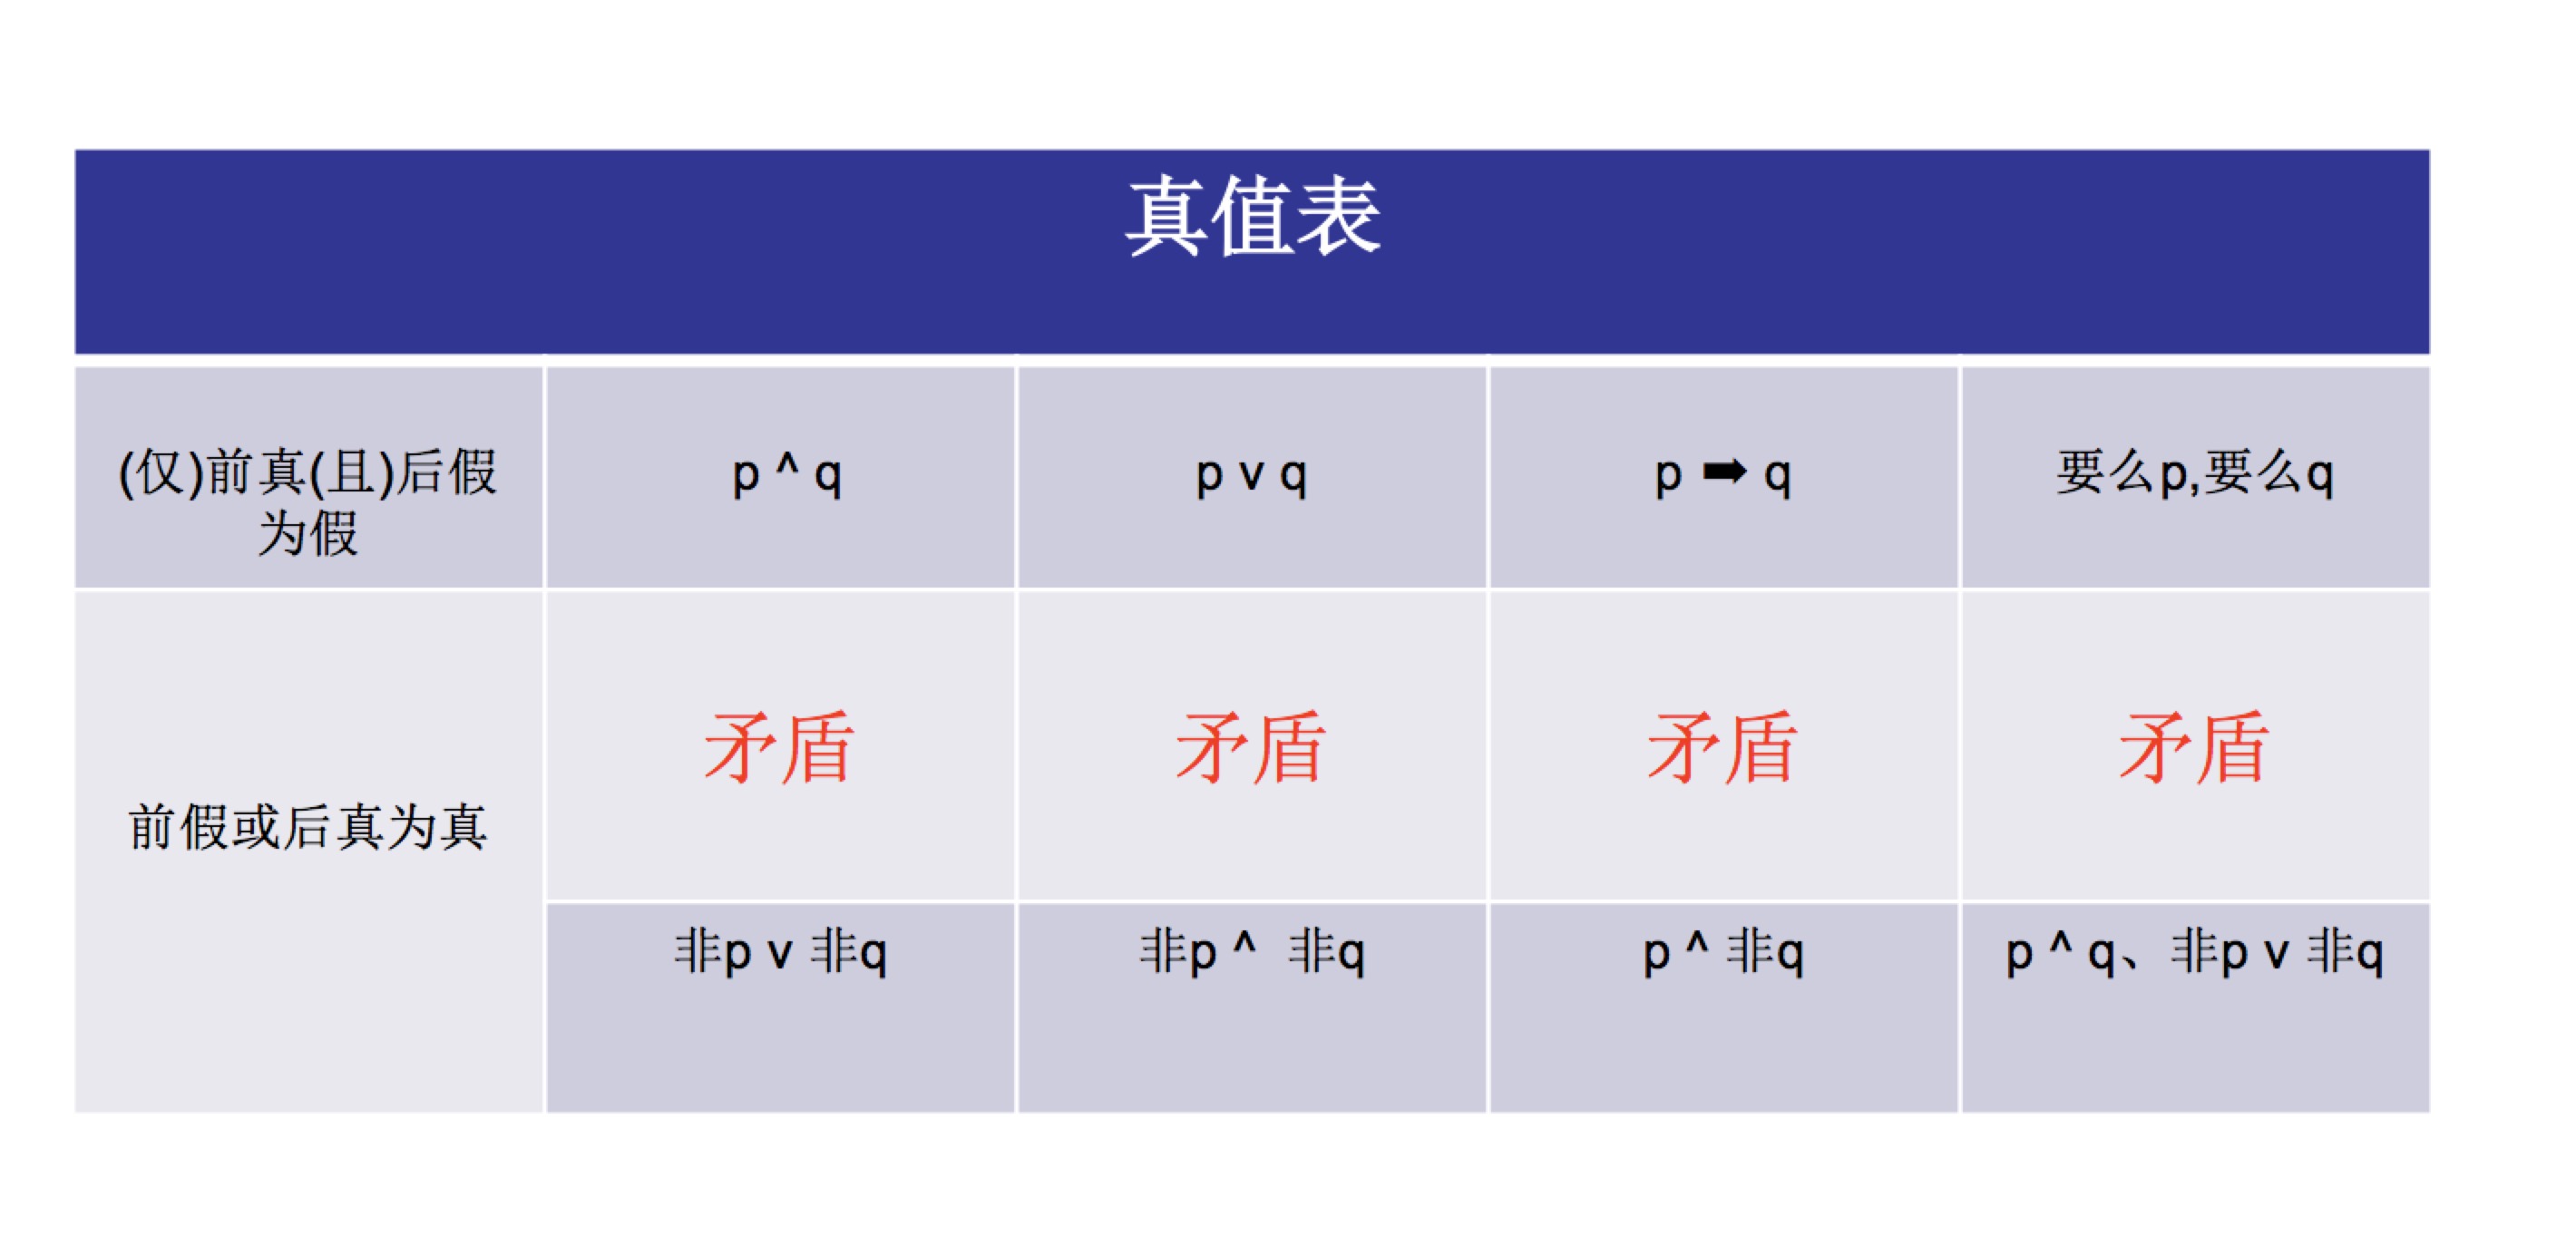 真值表
(仅)前真(且)后假
为假
p ^ q
p v q
p ➡ q
要么p,要么q
前假或后真为真
矛盾
矛盾
矛盾
矛盾
非p v 非q
非p ^ 非q
p ^ 非q
p ^ q、非p v 非q